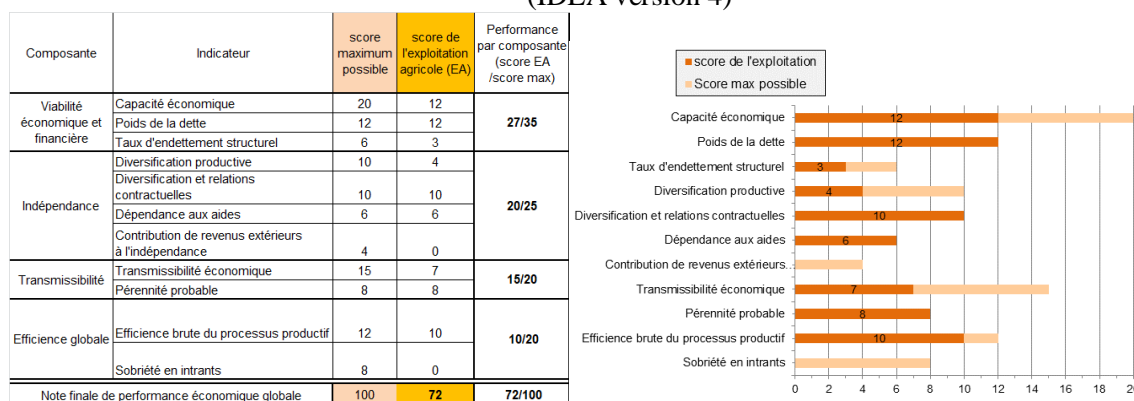 (IDEA version 4)
Composante
Indicateur
score
maximum
possible
score de
l'exploitation
agricole (EA)
Performance
par composante
(score EA
/score max)
Viabilité
économique et
financière
Capacité économique 20 12
Poids de la dette 12 12
Taux d'endettement structurel 6 3
27/35
Indépendance
Diversification productive 10 4
Diversification et relations
contractuelles 10 10
Dépendance aux aides 6 6
Contribution de revenus extérieurs
à l'indépendance 4 0
20/25
Transmissibilité
Transmissibilité économique 15 7
Pérennité probable 8 8
15/20
Efficience globale
Efficience brute du processus productif 12 10
Sobriété en intrants 8 0
10/20
Note finale de performance économique globale 100 72 72/100
score de l'exploitation
Score max possible
Capacité économique 12
Poids de la dette 12
Taux d'endettement structurel 3
Diversification productive 4
Diversification et relations contractuelles 10
Dépendance aux aides 6
Contribution de revenus extérieurs..
Transmissibilité économique 7
Pérennité probable 8
Efficience brute du processus productif 10
Sobriété en intrants
0 2 4 6 8 10 12 14 16 18 20